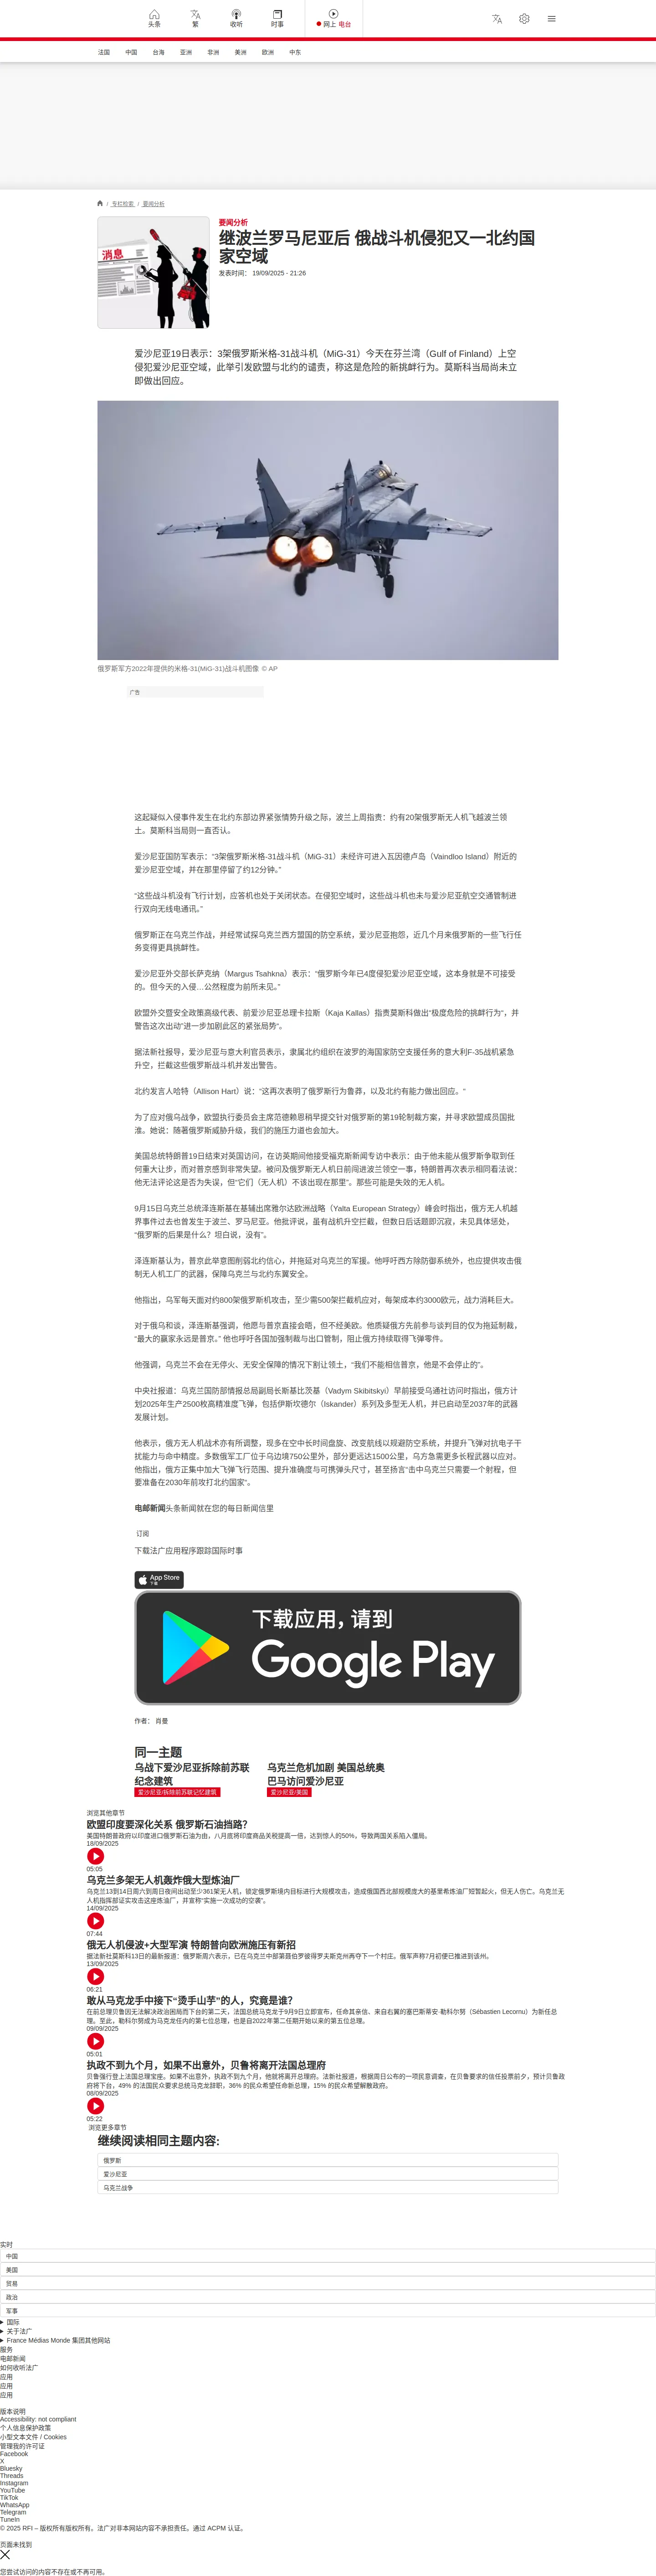 头条
繁
收听
时事
网上 电台
法国
中国
台海
亚洲
非洲
美洲
欧洲
中东
/ 专栏检索 / 要闻分析
消息
要闻分析
继波兰罗马尼亚后 俄战斗机侵犯又一北约国
家空域
发表时间： 19/09/2025 - 21:26
爱沙尼亚19日表示：3架俄罗斯米格-31战斗机（MiG-31）今天在芬兰湾（Gulf of Finland）上空
侵犯爱沙尼亚空域，此举引发欧盟与北约的谴责，称这是危险的新挑衅行为。莫斯科当局尚未立
即做出回应。
俄罗斯军方2022年提供的米格-31(MiG-31)战斗机图像 © AP
广告
这起疑似入侵事件发生在北约东部边界紧张情势升级之际，波兰上周指责：约有20架俄罗斯无人机飞越波兰领
土。莫斯科当局则一直否认。
爱沙尼亚国防军表示：“3架俄罗斯米格-31战斗机（MiG-31）未经许可进入瓦因德卢岛（Vaindloo Island）附近的
爱沙尼亚空域，并在那里停留了约12分钟。”
“这些战斗机没有飞行计划，应答机也处于关闭状态。在侵犯空域时，这些战斗机也未与爱沙尼亚航空交通管制进
行双向无线电通讯。”
俄罗斯正在乌克兰作战，并经常试探乌克兰西方盟国的防空系统，爱沙尼亚抱怨，近几个月来俄罗斯的一些飞行任
务变得更具挑衅性。
爱沙尼亚外交部长萨克纳（Margus Tsahkna）表示：“俄罗斯今年已4度侵犯爱沙尼亚空域，这本身就是不可接受
的。但今天的入侵…公然程度为前所未见。”
欧盟外交暨安全政策高级代表、前爱沙尼亚总理卡拉斯（Kaja Kallas）指责莫斯科做出“极度危险的挑衅行为”，并
警告这次出动”进一步加剧此区的紧张局势“。
据法新社报导，爱沙尼亚与意大利官员表示，隶属北约组织在波罗的海国家防空支援任务的意大利F-35战机紧急
升空，拦截这些俄罗斯战斗机并发出警告。
北约发言人哈特（Allison Hart）说：“这再次表明了俄罗斯行为鲁莽，以及北约有能力做出回应。”
为了应对俄乌战争，欧盟执行委员会主席范德赖恩稍早提交针对俄罗斯的第19轮制裁方案，并寻求欧盟成员国批
准。她说：随著俄罗斯威胁升级，我们的施压力道也会加大。
美国总统特朗普19日结束对英国访问，在访英期间他接受福克斯新闻专访中表示：由于他未能从俄罗斯争取到任
何重大让步，而对普京感到非常失望。被问及俄罗斯无人机日前闯进波兰领空一事，特朗普再次表示相同看法说：
他无法评论这是否为失误，但“它们（无人机）不该出现在那里”。那些可能是失效的无人机。
9月15日乌克兰总统泽连斯基在基辅出席雅尔达欧洲战略（Yalta European Strategy）峰会时指出，俄方无人机越
界事件过去也曾发生于波兰、罗马尼亚。他批评说，虽有战机升空拦截，但数日后话题即沉寂，未见具体惩处，
“俄罗斯的后果是什么？坦白说，没有”。
泽连斯基认为，普京此举意图削弱北约信心，并拖延对乌克兰的军援。他呼吁西方除防御系统外，也应提供攻击俄
制无人机工厂的武器，保障乌克兰与北约东翼安全。
他指出，乌军每天面对约800架俄罗斯机攻击，至少需500架拦截机应对，每架成本约3000欧元，战力消耗巨大。
对于俄乌和谈，泽连斯基强调，他愿与普京直接会晤，但不经美欧。他质疑俄方先前参与谈判目的仅为拖延制裁，
“最大的赢家永远是普京。” 他也呼吁各国加强制裁与出口管制，阻止俄方持续取得飞弹零件。
他强调，乌克兰不会在无停火、无安全保障的情况下割让领土，“我们不能相信普京，他是不会停止的”。
中央社报道：乌克兰国防部情报总局副局长斯基比茨基（Vadym Skibitskyi）早前接受乌通社访问时指出，俄方计
划2025年生产2500枚高精准度飞弹，包括伊斯坎德尔（Iskander）系列及多型无人机，并已启动至2037年的武器
发展计划。
他表示，俄方无人机战术亦有所调整，现多在空中长时间盘旋、改变航线以规避防空系统，并提升飞弹对抗电子干
扰能力与命中精度。多数俄军工厂位于乌边境750公里外，部分更远达1500公里，乌方急需更多长程武器以应对。
他指出，俄方正集中加大飞弹飞行范围、提升准确度与可携弹头尺寸，甚至扬言“击中乌克兰只需要一个射程，但
要准备在2030年前攻打北约国家”。
电邮新闻头条新闻就在您的每日新闻信里
订阅
下载法广应用程序跟踪国际时事
App Store
下载
下载应用，请到
Google Play
作者： 肖曼
同一主题
乌战下爱沙尼亚拆除前苏联
纪念建筑
爱沙尼亚/拆除前苏联记忆建筑
乌克兰危机加剧 美国总统奥
巴马访问爱沙尼亚
爱沙尼亚/美国
浏览其他章节
欧盟印度要深化关系 俄罗斯石油挡路?
美国特朗普政府以印度进口俄罗斯石油为由，八月底将印度商品关税提高一倍，达到惊人的50%，导致两国关系陷入僵局。
18/09/2025
05:05
乌克兰多架无人机轰炸俄大型炼油厂
乌克兰13到14日周六到周日夜间出动至少361架无人机，锁定俄罗斯境内目标进行大规模攻击，造成俄国西北部规模庞大的基里希炼油厂短暂起火，但无人伤亡。乌克兰无
人机指挥部证实攻击这座炼油厂，并宣称“实施一次成功的空袭”。
14/09/2025
07:44
俄无人机侵波+大型军演 特朗普向欧洲施压有新招
据法新社莫斯科13日的最新报道：俄罗斯周六表示，已在乌克兰中部第聂伯罗彼得罗夫斯克州再夺下一个村庄。俄军声称7月初便已推进到该州。
13/09/2025
06:21
敢从马克龙手中接下“烫手山芋”的人，究竟是谁?
在前总理贝鲁因无法解决政治困局而下台的第二天，法国总统马克龙于9月9日立即宣布，任命其亲信、来自右翼的塞巴斯蒂安·勒科尔努（Sébastien Lecornu）为新任总
理。至此，勒科尔努成为马克龙任内的第七位总理，也是自2022年第二任期开始以来的第五位总理。
09/09/2025
05:01
执政不到九个月，如果不出意外，贝鲁将离开法国总理府
贝鲁强行登上法国总理宝座。如果不出意外，执政不到九个月，他就将离开总理府。法新社报道，根据周日公布的一项民意调查，在贝鲁要求的信任投票前夕，预计贝鲁政
府将下台，49% 的法国民众要求总统马克龙辞职，36% 的民众希望任命新总理，15% 的民众希望解散政府。
08/09/2025
05:22
浏览更多章节
继续阅读相同主题内容:
俄罗斯
爱沙尼亚
乌克兰战争
实时
中国
美国
贸易
政治
军事
国际
关于法广
France Médias Monde 集团其他网站
服务
电邮新闻
如何收听法广
应用
应用
应用
版本说明
Accessibility: not compliant
个人信息保护政策
小型文本文件 / Cookies
管理我的许可证
Facebook
X
Bluesky
Threads
Instagram
YouTube
TikTok
WhatsApp
Telegram
TuneIn
© 2025 RFI – 版权所有版权所有。法广对非本网站内容不承担责任。通过 ACPM 认证。
页面未找到
您尝试访问的内容不存在或不再可用。